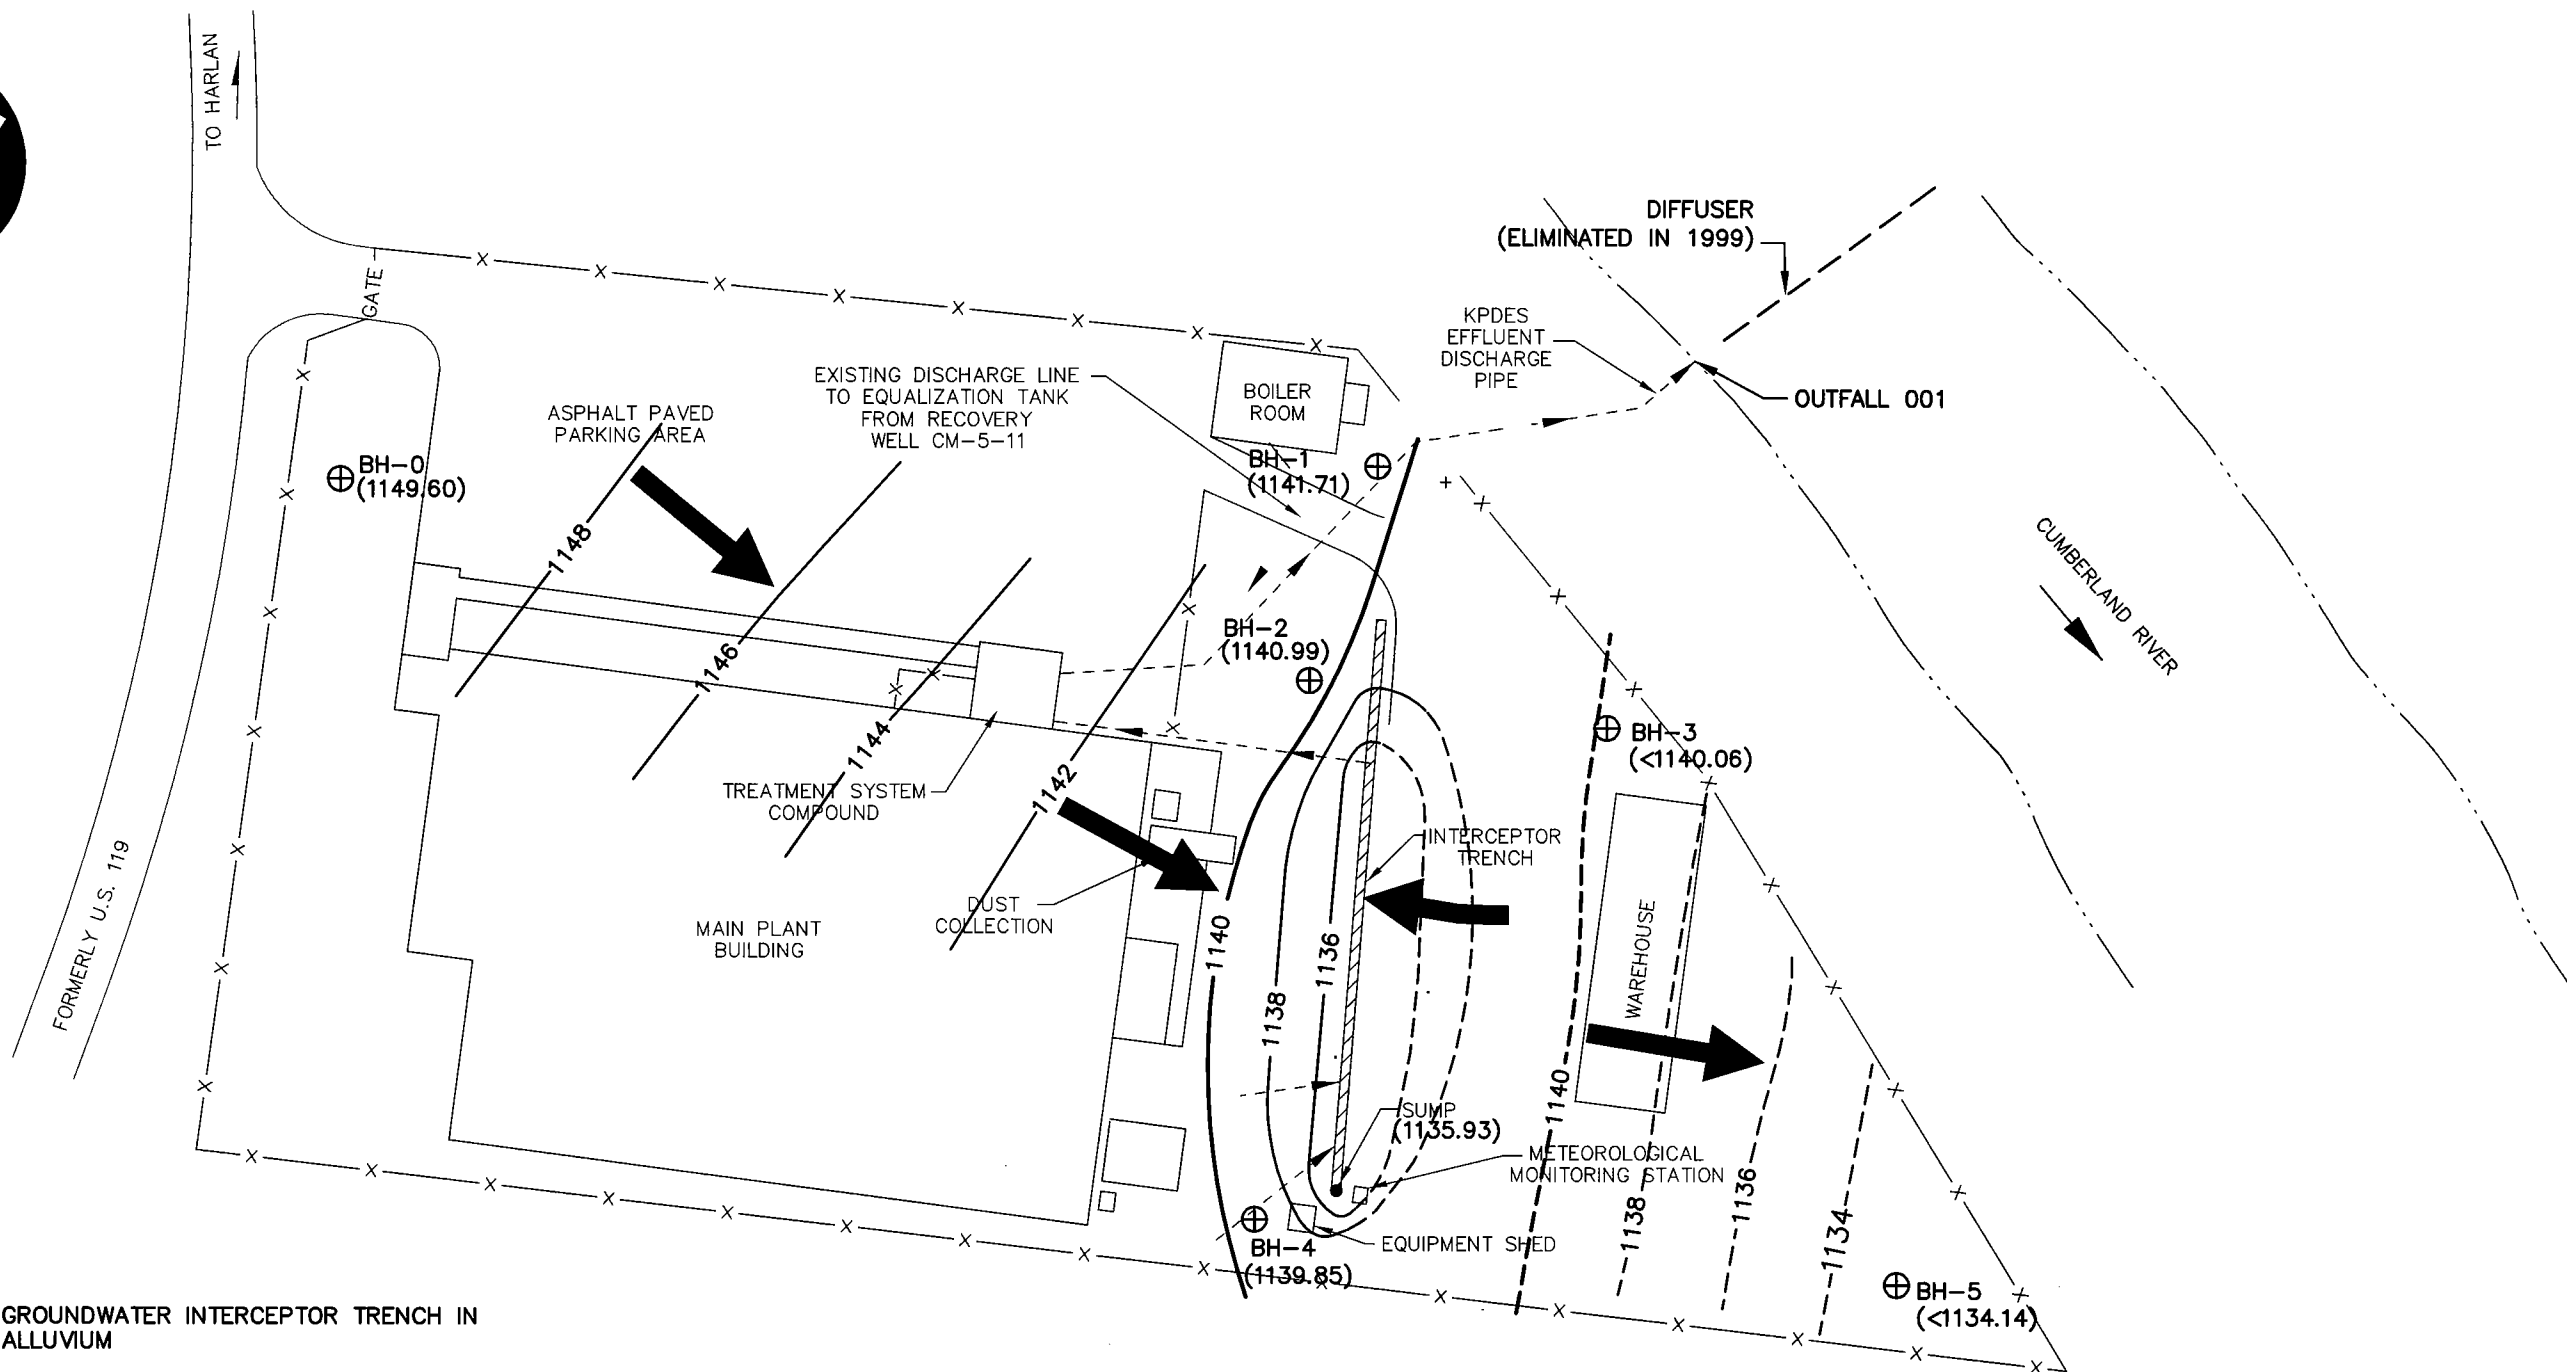 TO HARLAN
DIFFUSER
(ELIMINATED IN 1999)
GATE
KPDES
EFFLUENT
DISCHARGE
PIPE
EXISTING DISCHARGE LINE
TO EQUALIZATION TANK
FROM RECOVERY
WELL CM-5-11
BOILER
ROOM
OUTFALL 001
ASPHALT PAVED
PARKING AREA
BH-0
(1149.60)
BH-1
(1141.71)
1148
CUMBERLAND RIVER
BH-2
(1140.99)
1146
1144
BH-3
(<1140.06)
1142
TREATMENT SYSTEM
COMPOUND
INTERCEPTOR
TRENCH
FORMERLY U.S. 119
DUST
COLLECTION
MAIN PLANT
BUILDING
1140
1136
1138
WAREHOUSE
1140
SUMP
(1135.93)
METEOROLOGICAL
MONITORING STATION
1138
1136
1134
BH-4
(1139.85)
EQUIPMENT SHED
BH-5
(<1134.14)
GROUNDWATER INTERCEPTOR TRENCH IN
ALLUVIUM